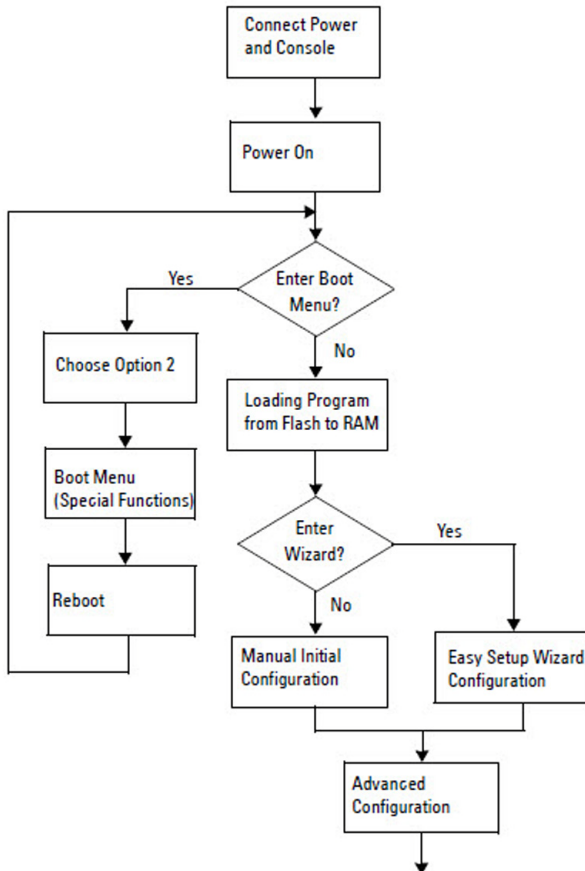 Connect Power
and Console
Power On
Enter Boot
Menu?
Yes
No
Choose Option 2
Loading Program
from Flash to RAM
Boot Menu
(Special Functions)
Enter
Wizard?
Yes
No
Reboot
Manual Initial
Configuration
Easy Setup Wizard
Configuration
Advanced
Configuration